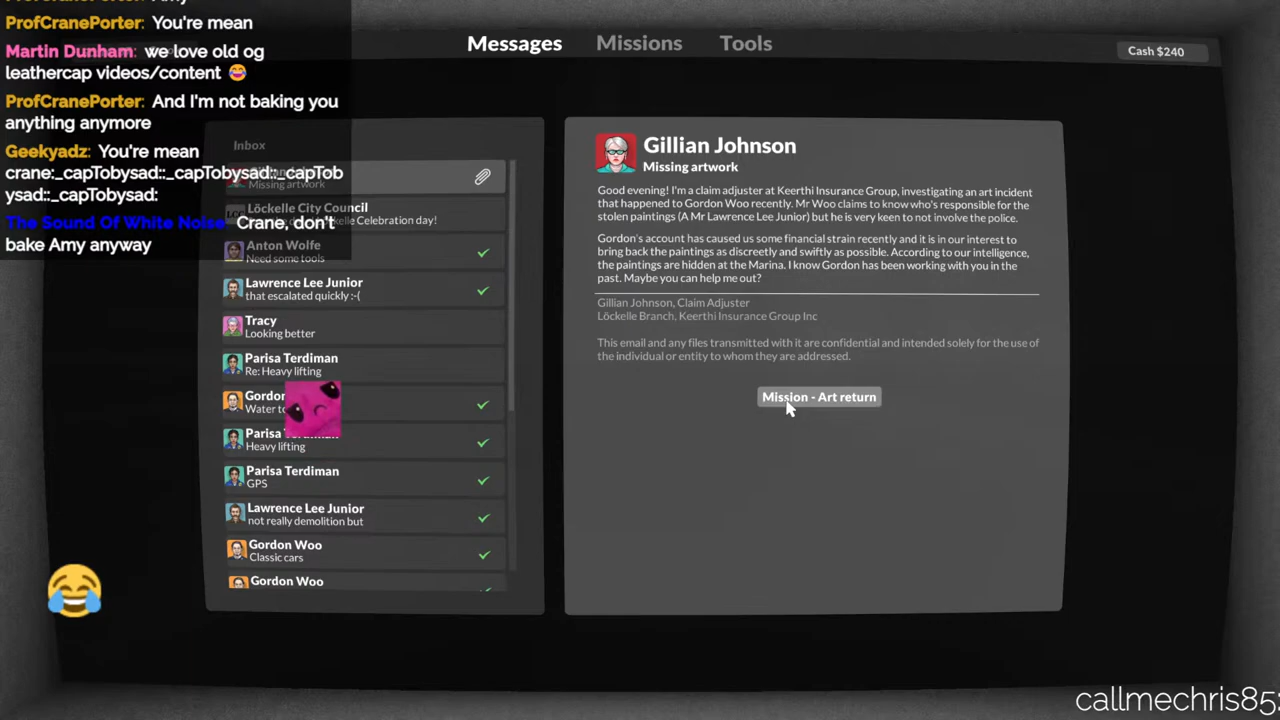 ProfCranePorter: You're mean
Martin Dunham: we love old og
leathercap videos/content 😂
ProfCranePorter: And I'm not baking you
anything anymore
Geekyadz: You're mean
crane:_capTobysad::_capTobysad::_capTob
ysad::_capTobysad:
The Sound Of White Noise: Crane, don't
bake Amy anyway
Messages Missions Tools
Cash $240
Inbox
Missing artwork
Löckelle City Council
Celebration day!
Anton Wolfe
Need some tools
Lawrence Lee Junior
that escalated quickly :-(
Tracy
Looking better
Parisa Terdiman
Re: Heavy lifting
Gordon
Water
Parisa
Heavy lifting
Parisa Terdiman
GPS
Lawrence Lee Junior
not really demolition but
Gordon Woo
Classic cars
Gordon Woo
Gillian Johnson
Missing artwork
Good evening! I'm a claim adjuster at Keerthi Insurance Group, investigating an art incident
that happened to Gordon Woo recently. Mr Woo claims to know who's responsible for the
stolen paintings (A Mr Lawrence Lee Junior) but he is very keen to not involve the police.
Gordon's account has caused us some financial strain recently and it is in our interest to
bring back the paintings as discreetly and swiftly as possible. According to our intelligence,
the paintings are hidden at the Marina. I know Gordon has been working with you in the
past. Maybe you can help me out?
Gillian Johnson, Claim Adjuster
Löckelle Branch, Keerthi Insurance Group Inc
This email and any files transmitted with it are confidential and intended solely for the use of
the individual or entity to whom they are addressed.
Mission - Art return
callmechris85: